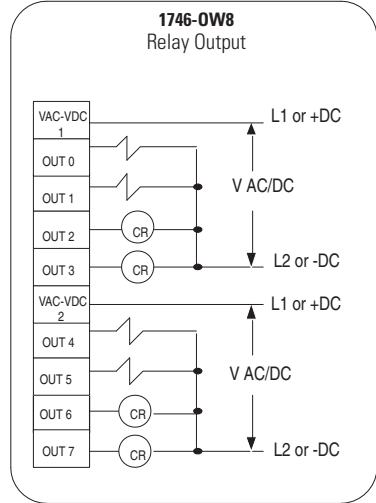 1746-OW8
Relay Output
VAC-VDC
1
L1 or +DC
OUT 0
OUT 1
V AC/DC
OUT 2
CR
OUT 3
CR
L2 or -DC
VAC-VDC
2
L1 or +DC
OUT 4
OUT 5
V AC/DC
OUT 6
CR
OUT 7
CR
L2 or -DC